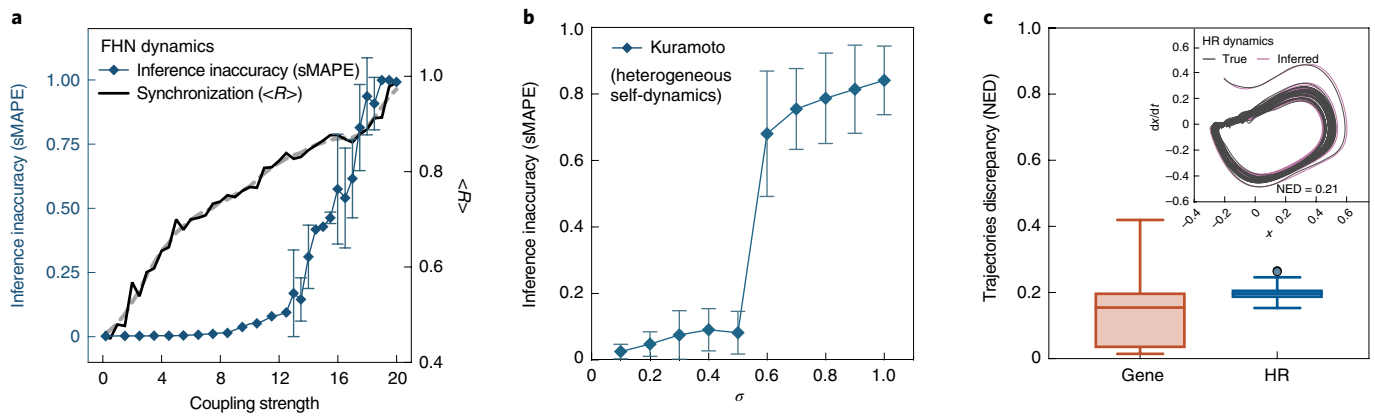 a
FHN dynamics
Inference inaccuracy (sMAPE)
Synchronization (<R>)
Inference inaccuracy (sMAPE)
1.00
0.75
0.50
0.25
0
1.0
0.8
0.6
0.4
<R>
0 4 8 12 16 20
Coupling strength
b
Kuramoto
(heterogeneous
self-dynamics)
Inference inaccuracy (sMAPE)
1.0
0.8
0.6
0.4
0.2
0
0 0.2 0.4 0.6 0.8 1.0
σ
c
Trajectories discrepancy (NED)
1.0
0.8
0.6
0.4
0.2
0
Gene HR
HR dynamics
True Inferred
dx/dt
0.6
0.4
0.2
0
−0.2
−0.4
−0.6
NED = 0.21
−0.4 −0.2 0 0.2 0.4 0.6
x